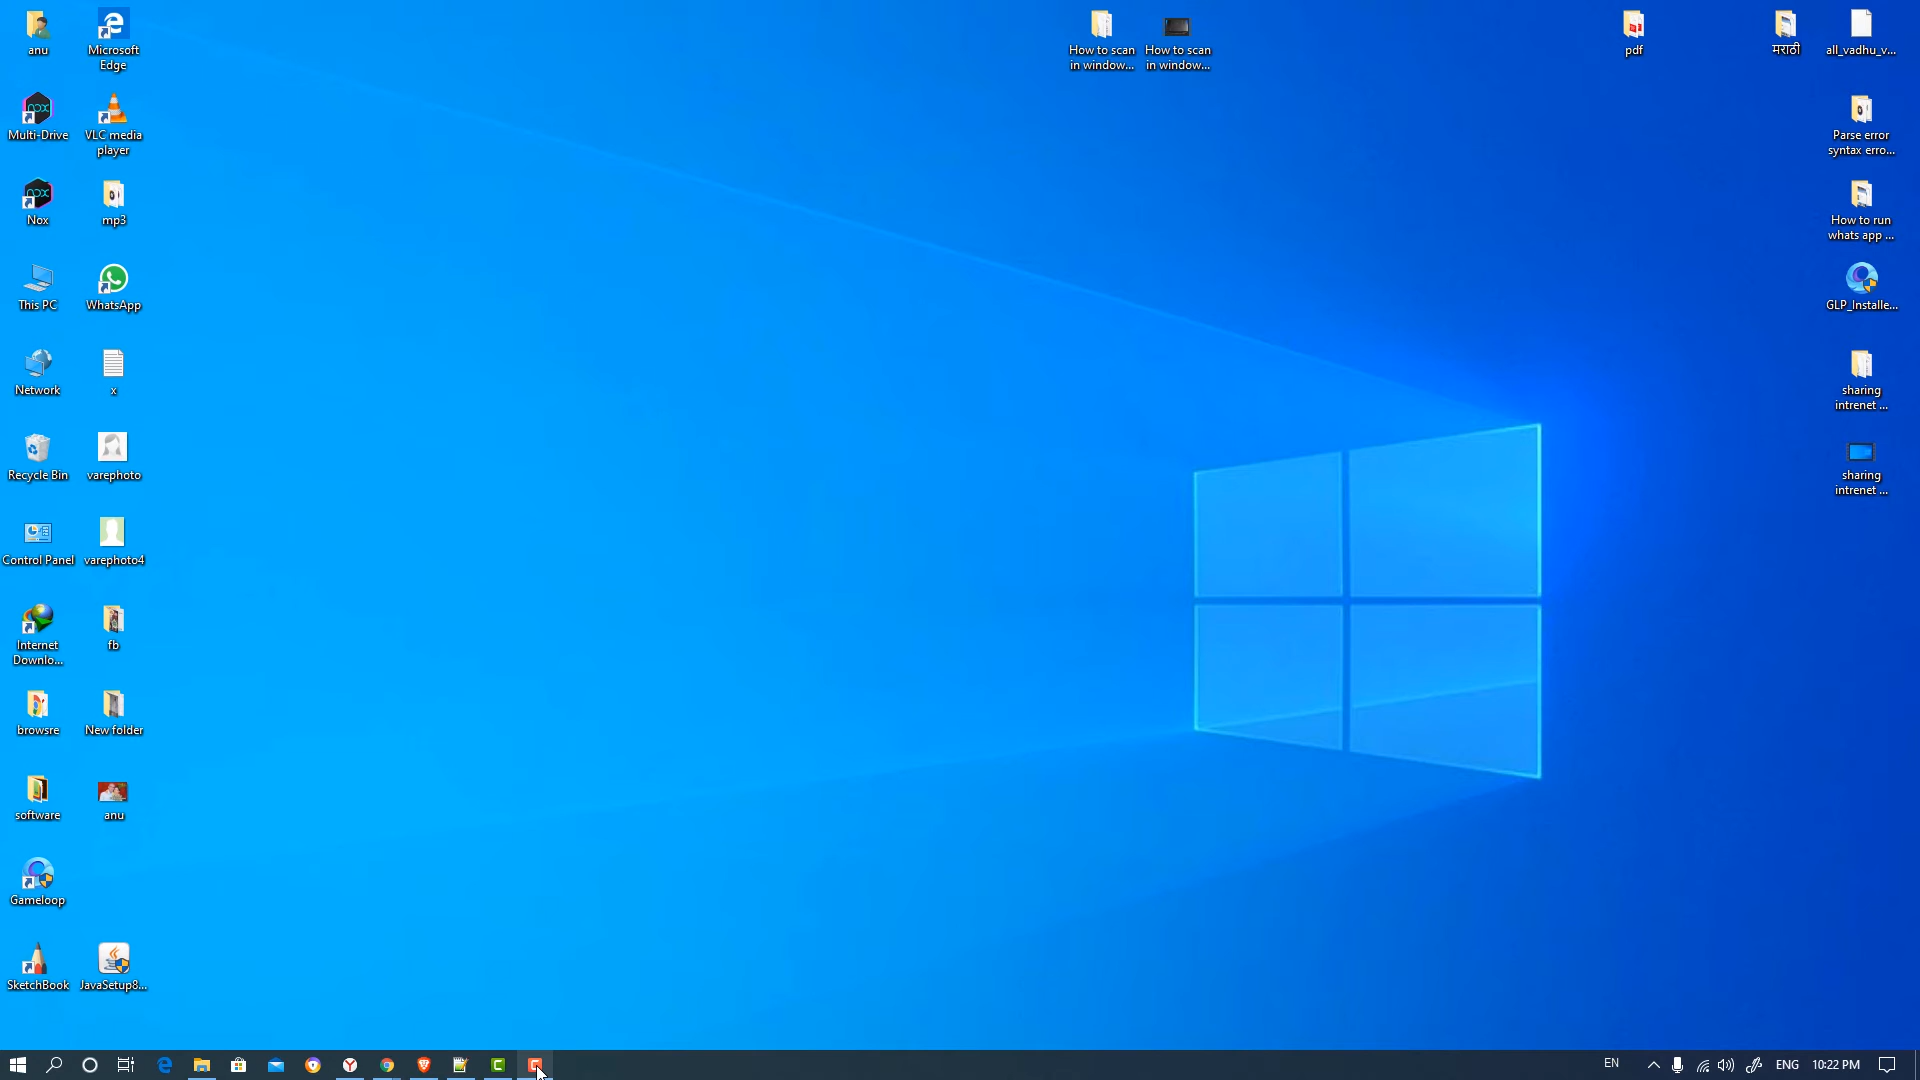 anu
Microsoft
Edge
How to scan
in window...
How to scan
in window...
pdf
मराठी
all_vadhu_v...
Multi-Drive
VLC media
player
Parse error
syntax erro...
Nox
mp3
How to run
whats app ...
This PC
WhatsApp
GLP_Installe...
Network
x
sharing
intrenet ...
Recycle Bin
varephoto
sharing
intrenet ...
Control Panel
varephoto4
Internet
Downlo...
fb
browsre
New folder
software
anu
Gameloop
SketchBook
JavaSetup8...
EN
ENG
10:22 PM